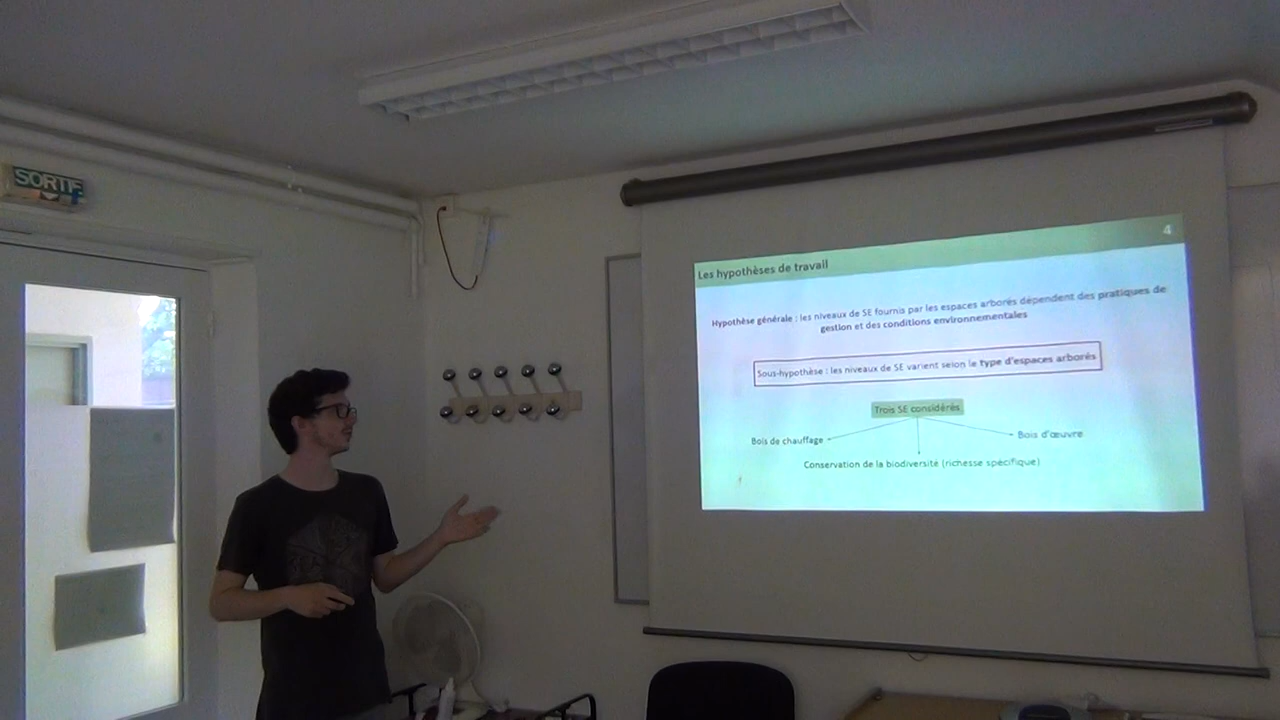 SORTIE
4
Les hypothèses de travail
Hypothèse générale : les niveaux de SE fournis par les espaces arborés dépendent des pratiques de
gestion et des conditions environnementales
Sous-hypothèse : les niveaux de SE varient selon le type d'espaces arborés
Trois SE considérés
Bois de chauffage
Bois d'œuvre
Conservation de la biodiversité (richesse spécifique)